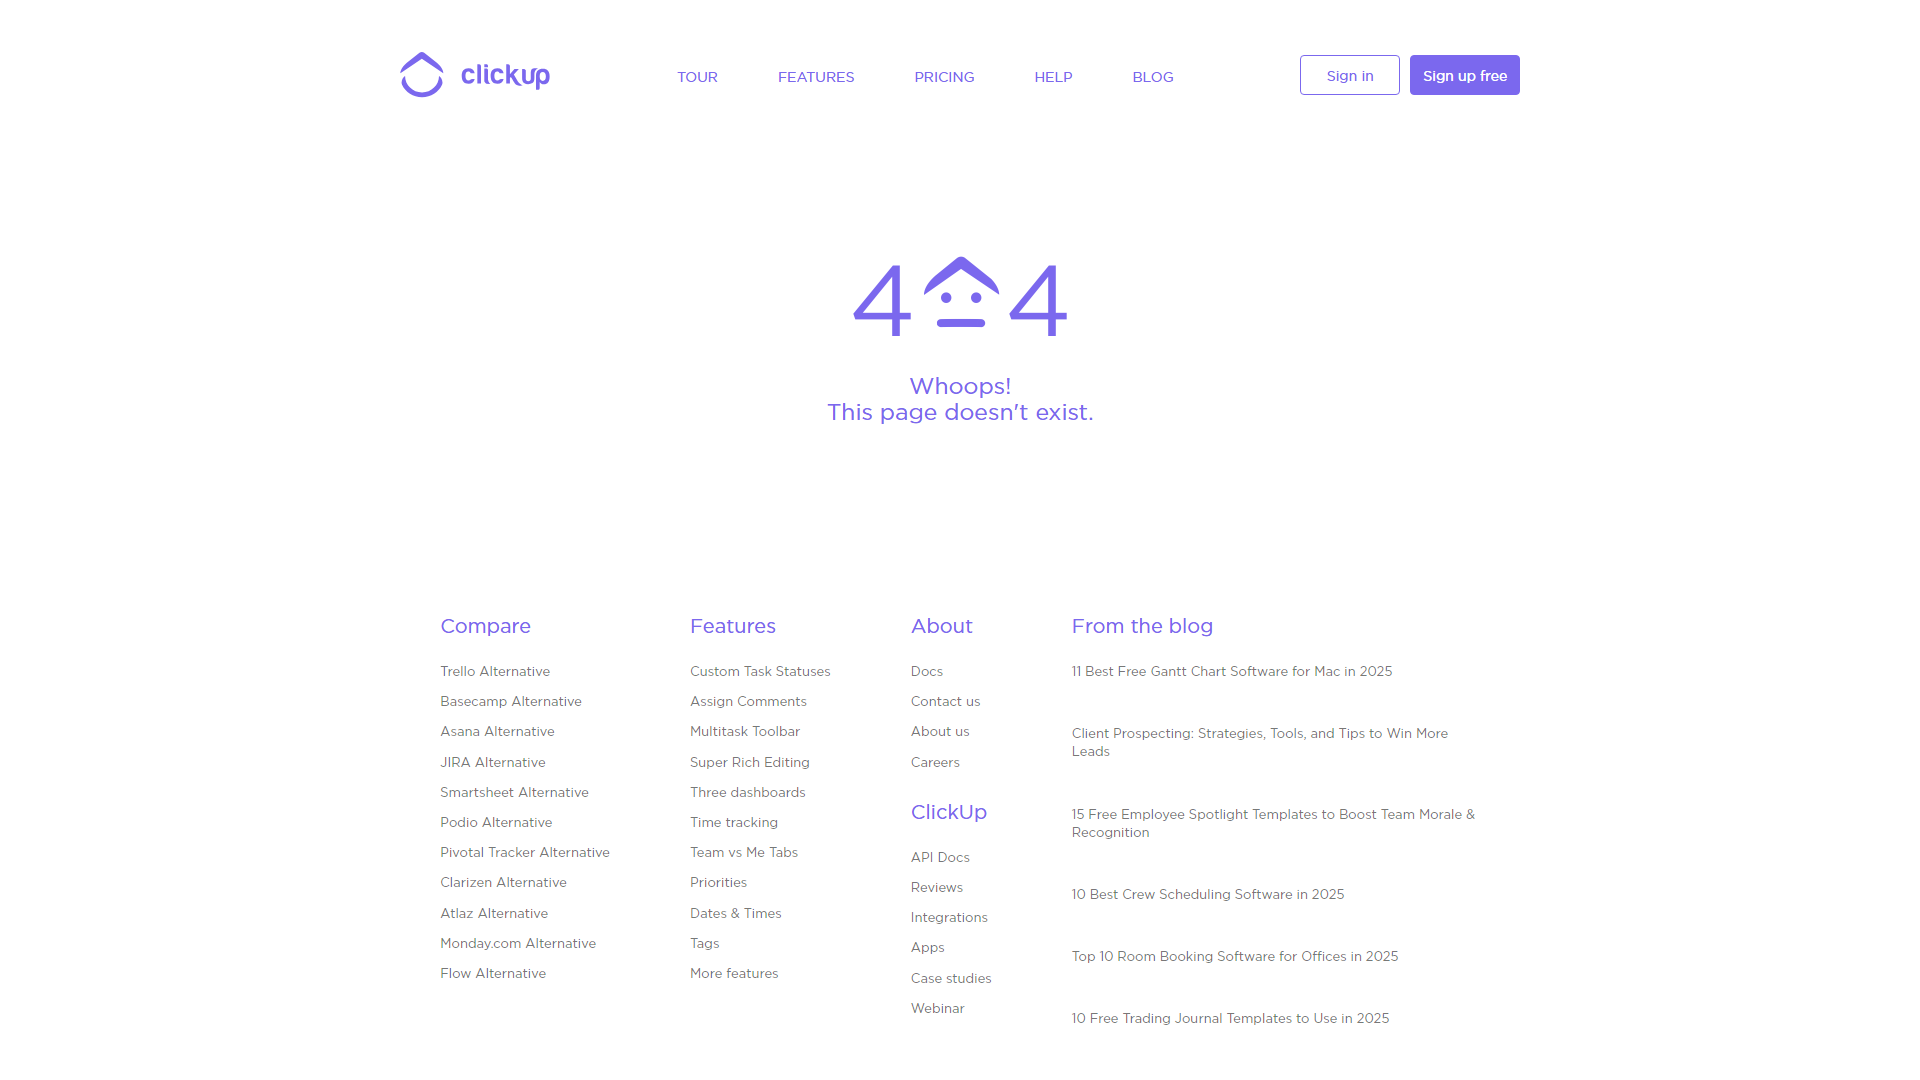 clickup
TOUR
FEATURES
PRICING
HELP
BLOG
Sign in
Sign up free
4 4
Whoops!
This page doesn't exist.
Compare
Trello Alternative
Basecamp Alternative
Asana Alternative
JIRA Alternative
Smartsheet Alternative
Podio Alternative
Pivotal Tracker Alternative
Clarizen Alternative
Atlaz Alternative
Monday.com Alternative
Flow Alternative
Features
Custom Task Statuses
Assign Comments
Multitask Toolbar
Super Rich Editing
Three dashboards
Time tracking
Team vs Me Tabs
Priorities
Dates & Times
Tags
More features
About
Docs
Contact us
About us
Careers
ClickUp
API Docs
Reviews
Integrations
Apps
Case studies
Webinar
From the blog
11 Best Free Gantt Chart Software for Mac in 2025
Client Prospecting: Strategies, Tools, and Tips to Win More
Leads
15 Free Employee Spotlight Templates to Boost Team Morale &
Recognition
10 Best Crew Scheduling Software in 2025
Top 10 Room Booking Software for Offices in 2025
10 Free Trading Journal Templates to Use in 2025